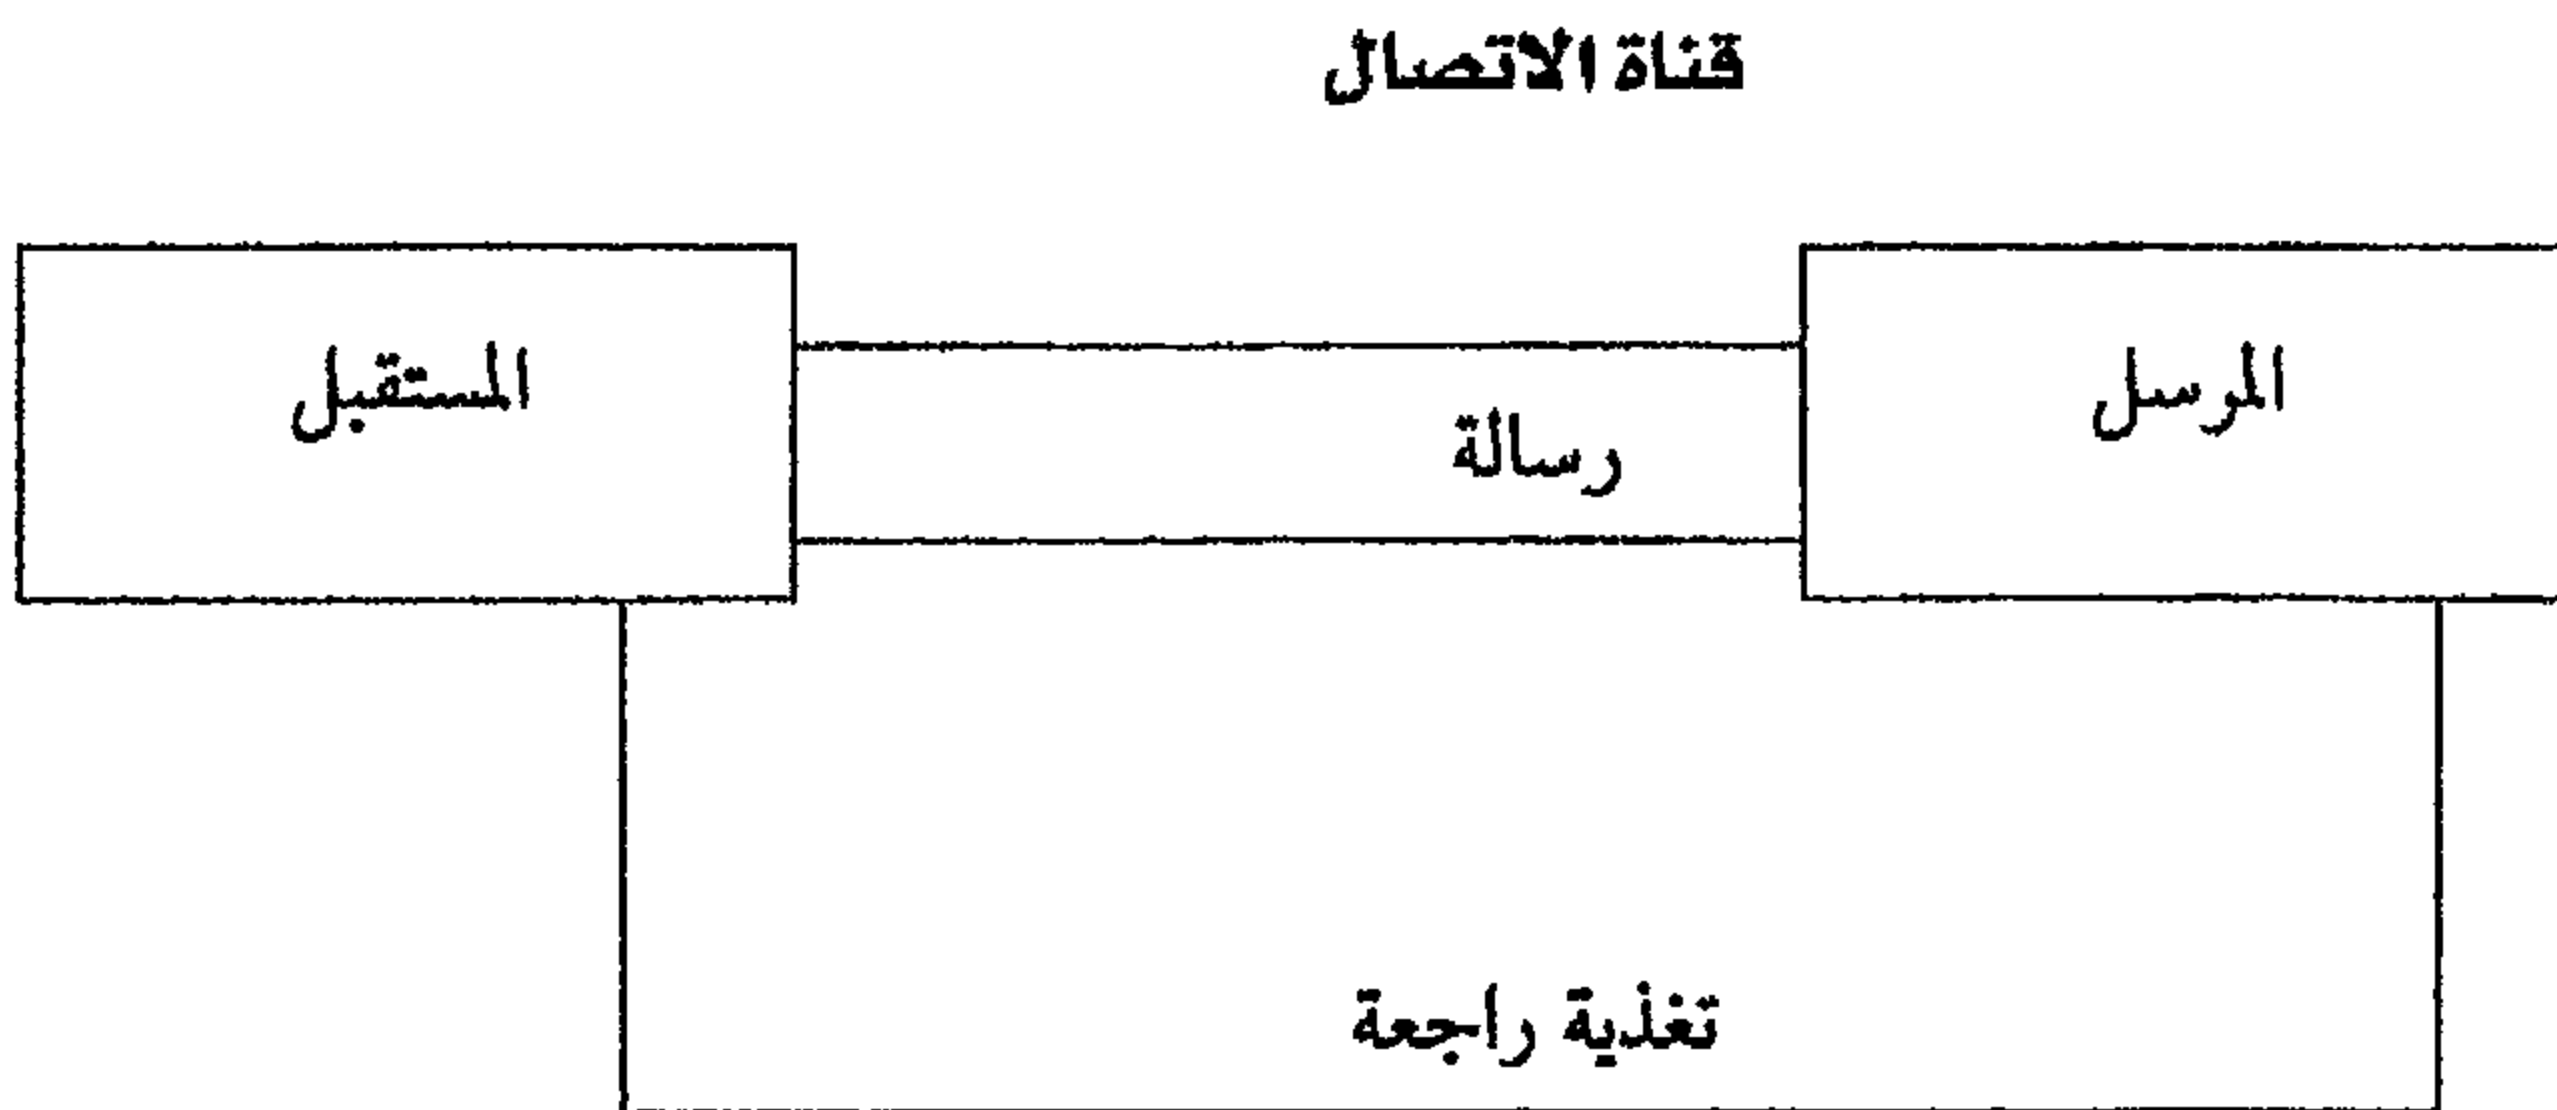 قناة الاتصال
المرسل
المستقبل
رسالة
تغذية راجعة